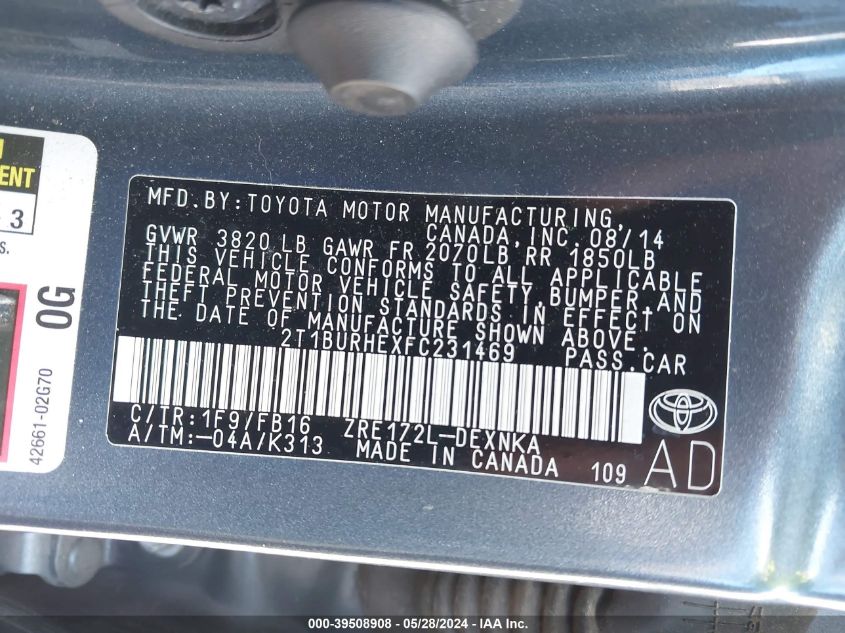 MFD. BY: TOYOTA MOTOR MANUFACTURING,
CANADA, INC. 08/14
GVWR 3820 LB GAWR FR 2070LB RR 1850LB
THIS VEHICLE CONFORMS TO ALL APPLICABLE
FEDERAL MOTOR VEHICLE SAFETY, BUMPER, AND
THEFT PREVENTION STANDARDS IN EFFECT ON
THE DATE OF MANUFACTURE SHOWN ABOVE.
2T1BURHEXFC231469 PASS. CAR
C/TR: 1F9/FB16 ZRE172L-DEXNKA
A/TM: -04A/K313 MADE IN CANADA 109 AD
ENT
3
S.
0G
42661-02G70
000-39508908 - 05/28/2024 - IAA Inc.